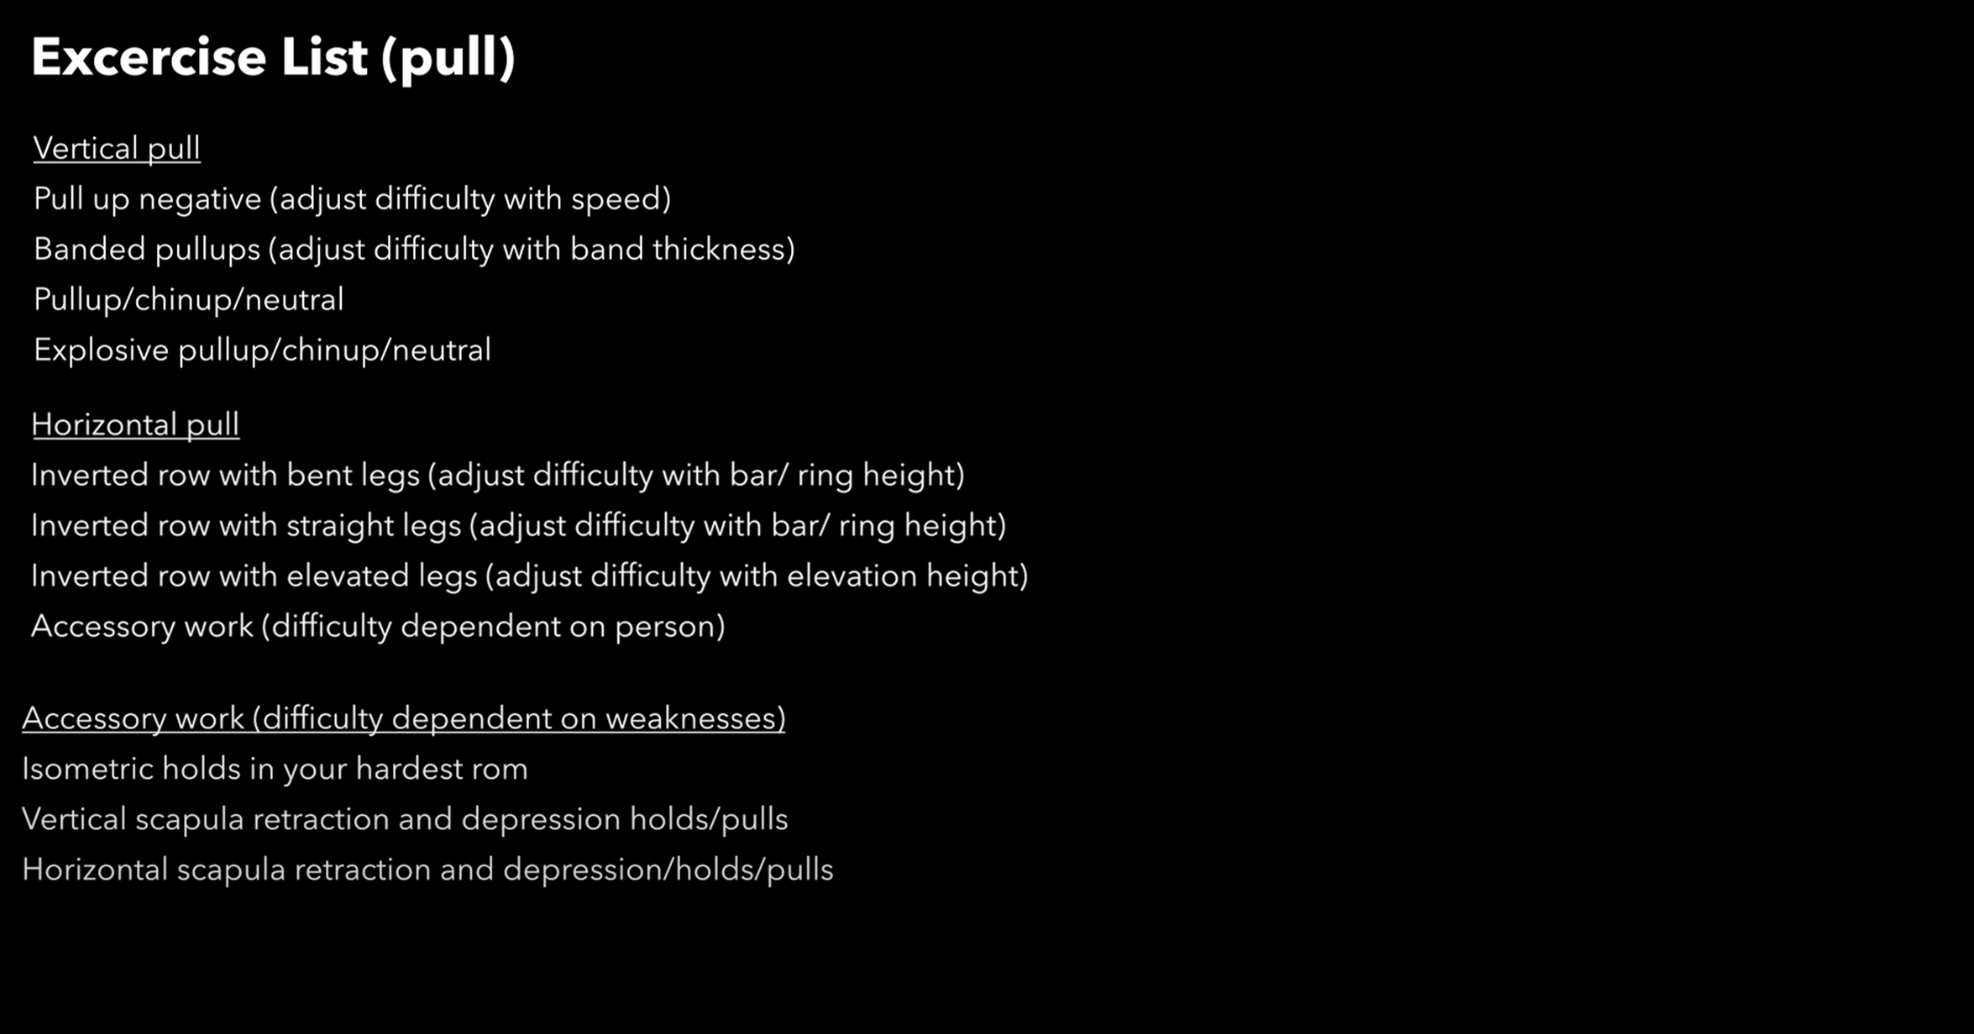 Excercise List (pull)
Vertical pull
Pull up negative (adjust difficulty with speed)
Banded pullups (adjust difficulty with band thickness)
Pullup/chinup/neutral
Explosive pullup/chinup/neutral
Horizontal pull
Inverted row with bent legs (adjust difficulty with bar/ ring height)
Inverted row with straight legs (adjust difficulty with bar/ ring height)
Inverted row with elevated legs (adjust difficulty with elevation height)
Accessory work (difficulty dependent on person)
Accessory work (difficulty dependent on weaknesses)
Isometric holds in your hardest rom
Vertical scapula retraction and depression holds/pulls
Horizontal scapula retraction and depression/holds/pulls